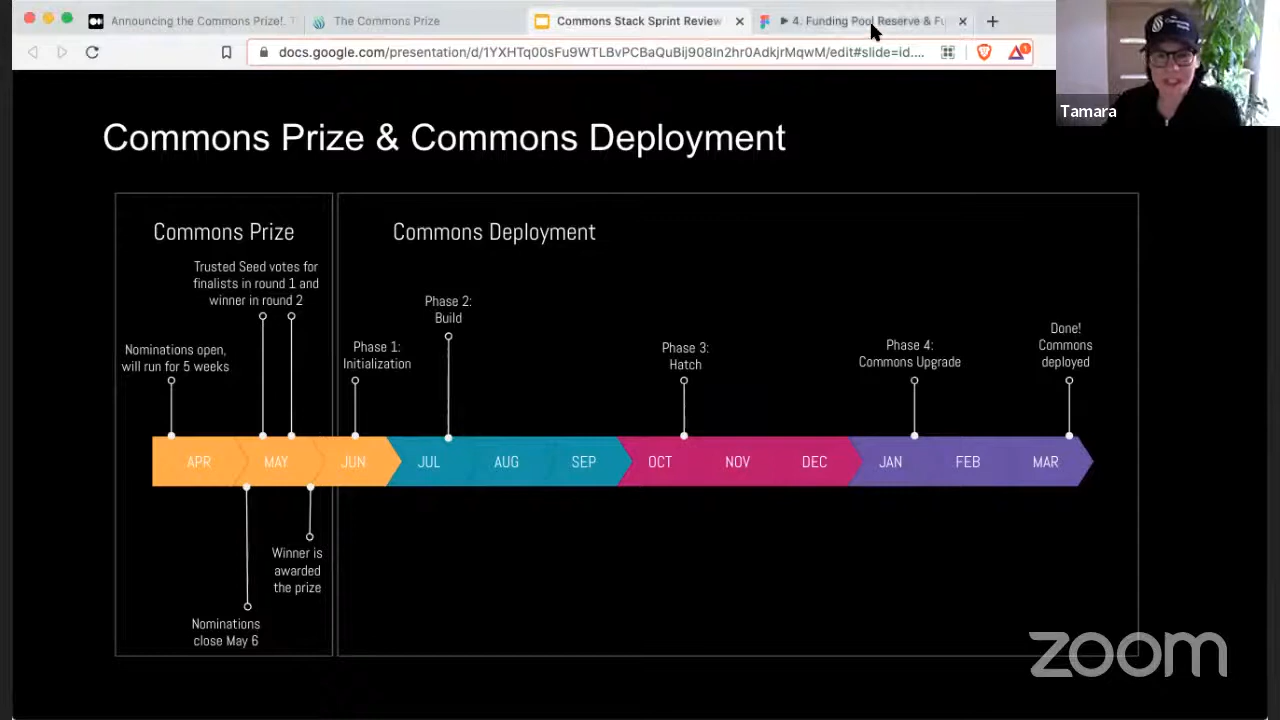 Announcing the Commons Prize!. T
The Commons Prize
Commons Stack Sprint Review
4. Funding Pool Reserve & Fu
docs.google.com/presentation/d/1YXHTq00sFu9WTLBvPCBaQuBij908In2hr0AdkjrMqwM/edit#slide=id....
Tamara
Commons Prize & Commons Deployment
Commons Prize
Commons Deployment
Trusted Seed votes for
finalists in round 1 and
winner in round 2
Phase 2:
Build
Nominations open,
will run for 5 weeks
Phase 1:
Initialization
Phase 3:
Hatch
Phase 4:
Commons Upgrade
Done!
Commons
deployed
APR MAY JUN JUL AUG SEP OCT NOV DEC JAN FEB MAR
Winner is
awarded
the prize
Nominations
close May 6
zoom